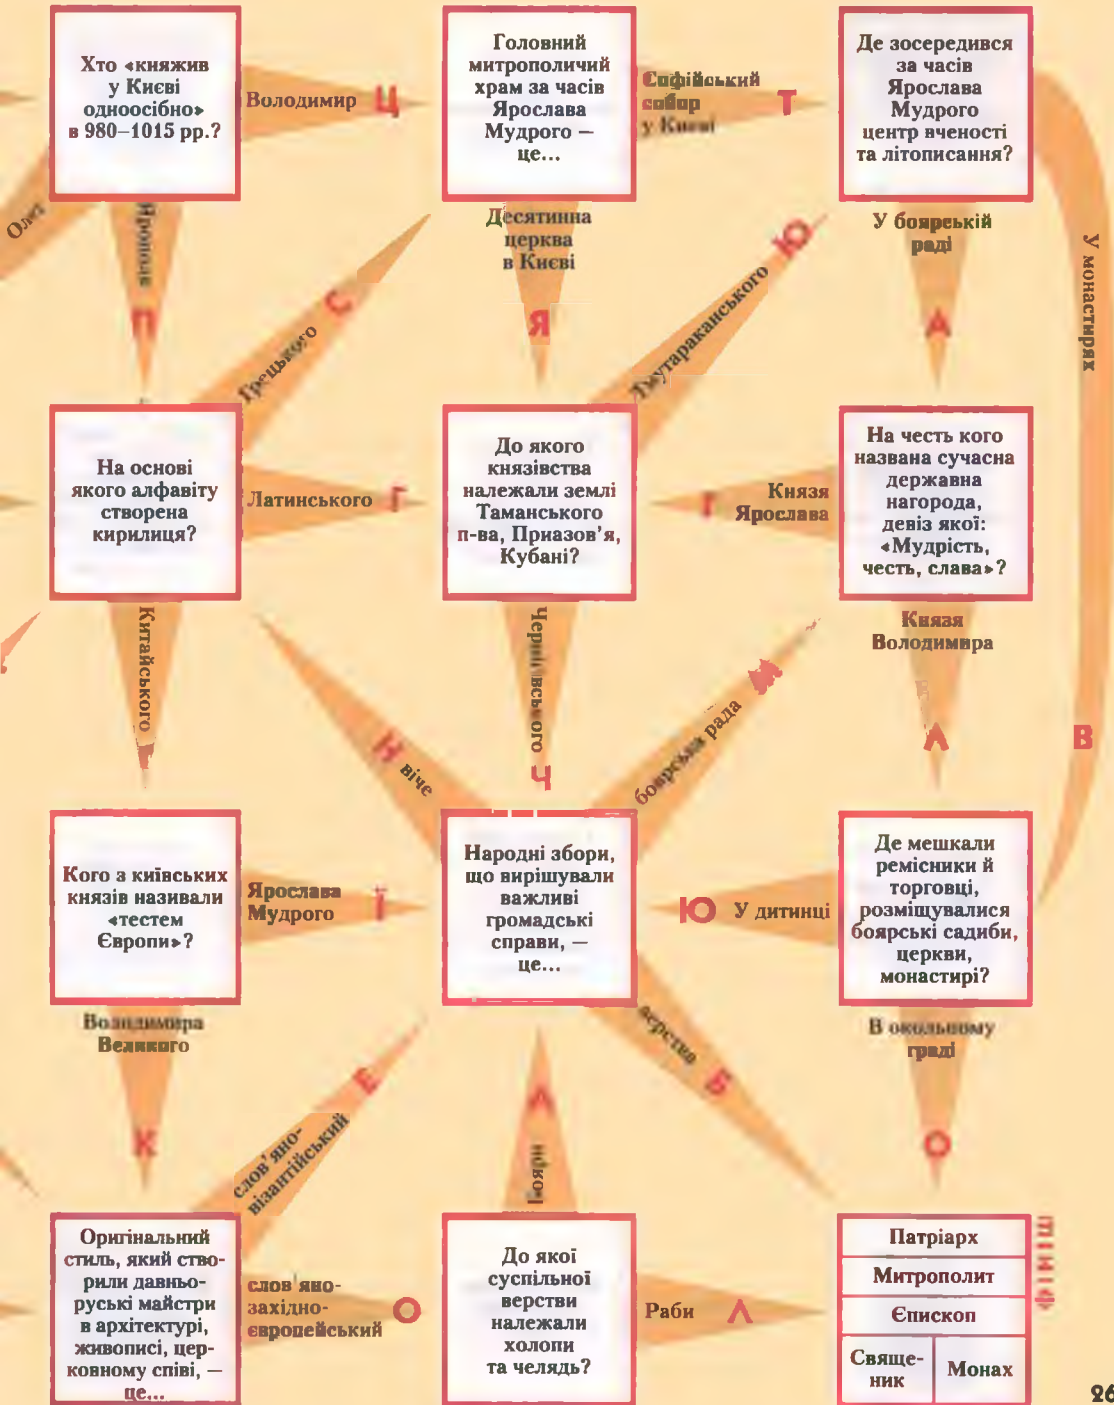 Хто «княжив
у Києві
одноосібно»
в 980–1015 рр.?
Володимир
Ц
Головний
митрополичий
храм за часів
Ярослава
Мудрого —
це...
Софійський
собор
у Києві
Т
Де зосередився
за часів
Ярослава
Мудрого
центр вченості
та літописання?
Олег
Ярополк
П
Грецького
С
Десятинна
церква
в Києві
Я
Тмутараканського
Ю
У боярській
раді
А
У монастирях
В
На основі
якого алфавіту
створена
кирилиця?
Латинського
Г
До якого
князівства
належали землі
Таманського
п-ва, Приазов’я,
Кубані?
Г
Князя
Ярослава
На честь кого
названа сучасна
державна
нагорода,
девіз якої:
«Мудрість,
честь, слава»?
Китайського
Н
віче
Чернігівського
Ч
боярська рада
Князя
Володимира
Л
Кого з київських
князів називали
«тестем
Європи»?
Ярослава
Мудрого
Ї
Народні збори,
що вирішували
важливі
громадські
справи, —
це...
Ю
У дитинці
Де мешкали
ремісники й
торговці,
розміщувалися
боярські садиби,
церкви,
монастирі?
Володимира
Великого
К
слов’яно-
візантійський
Е
Бояри
Л
верства
Б
В окольному
граді
О
Оригінальний
стиль, який ство-
рили давньо-
руські майстри
в архітектурі,
живописі, цер-
ковному співі, —
це...
слов’яно-
західно-
європейський
О
До якої
суспільної
верстви
належали
холопи
та челядь?
Раби
Л
Патріарх
Митрополит
Єпископ
Свяще-
ник
Монах
фініш
26